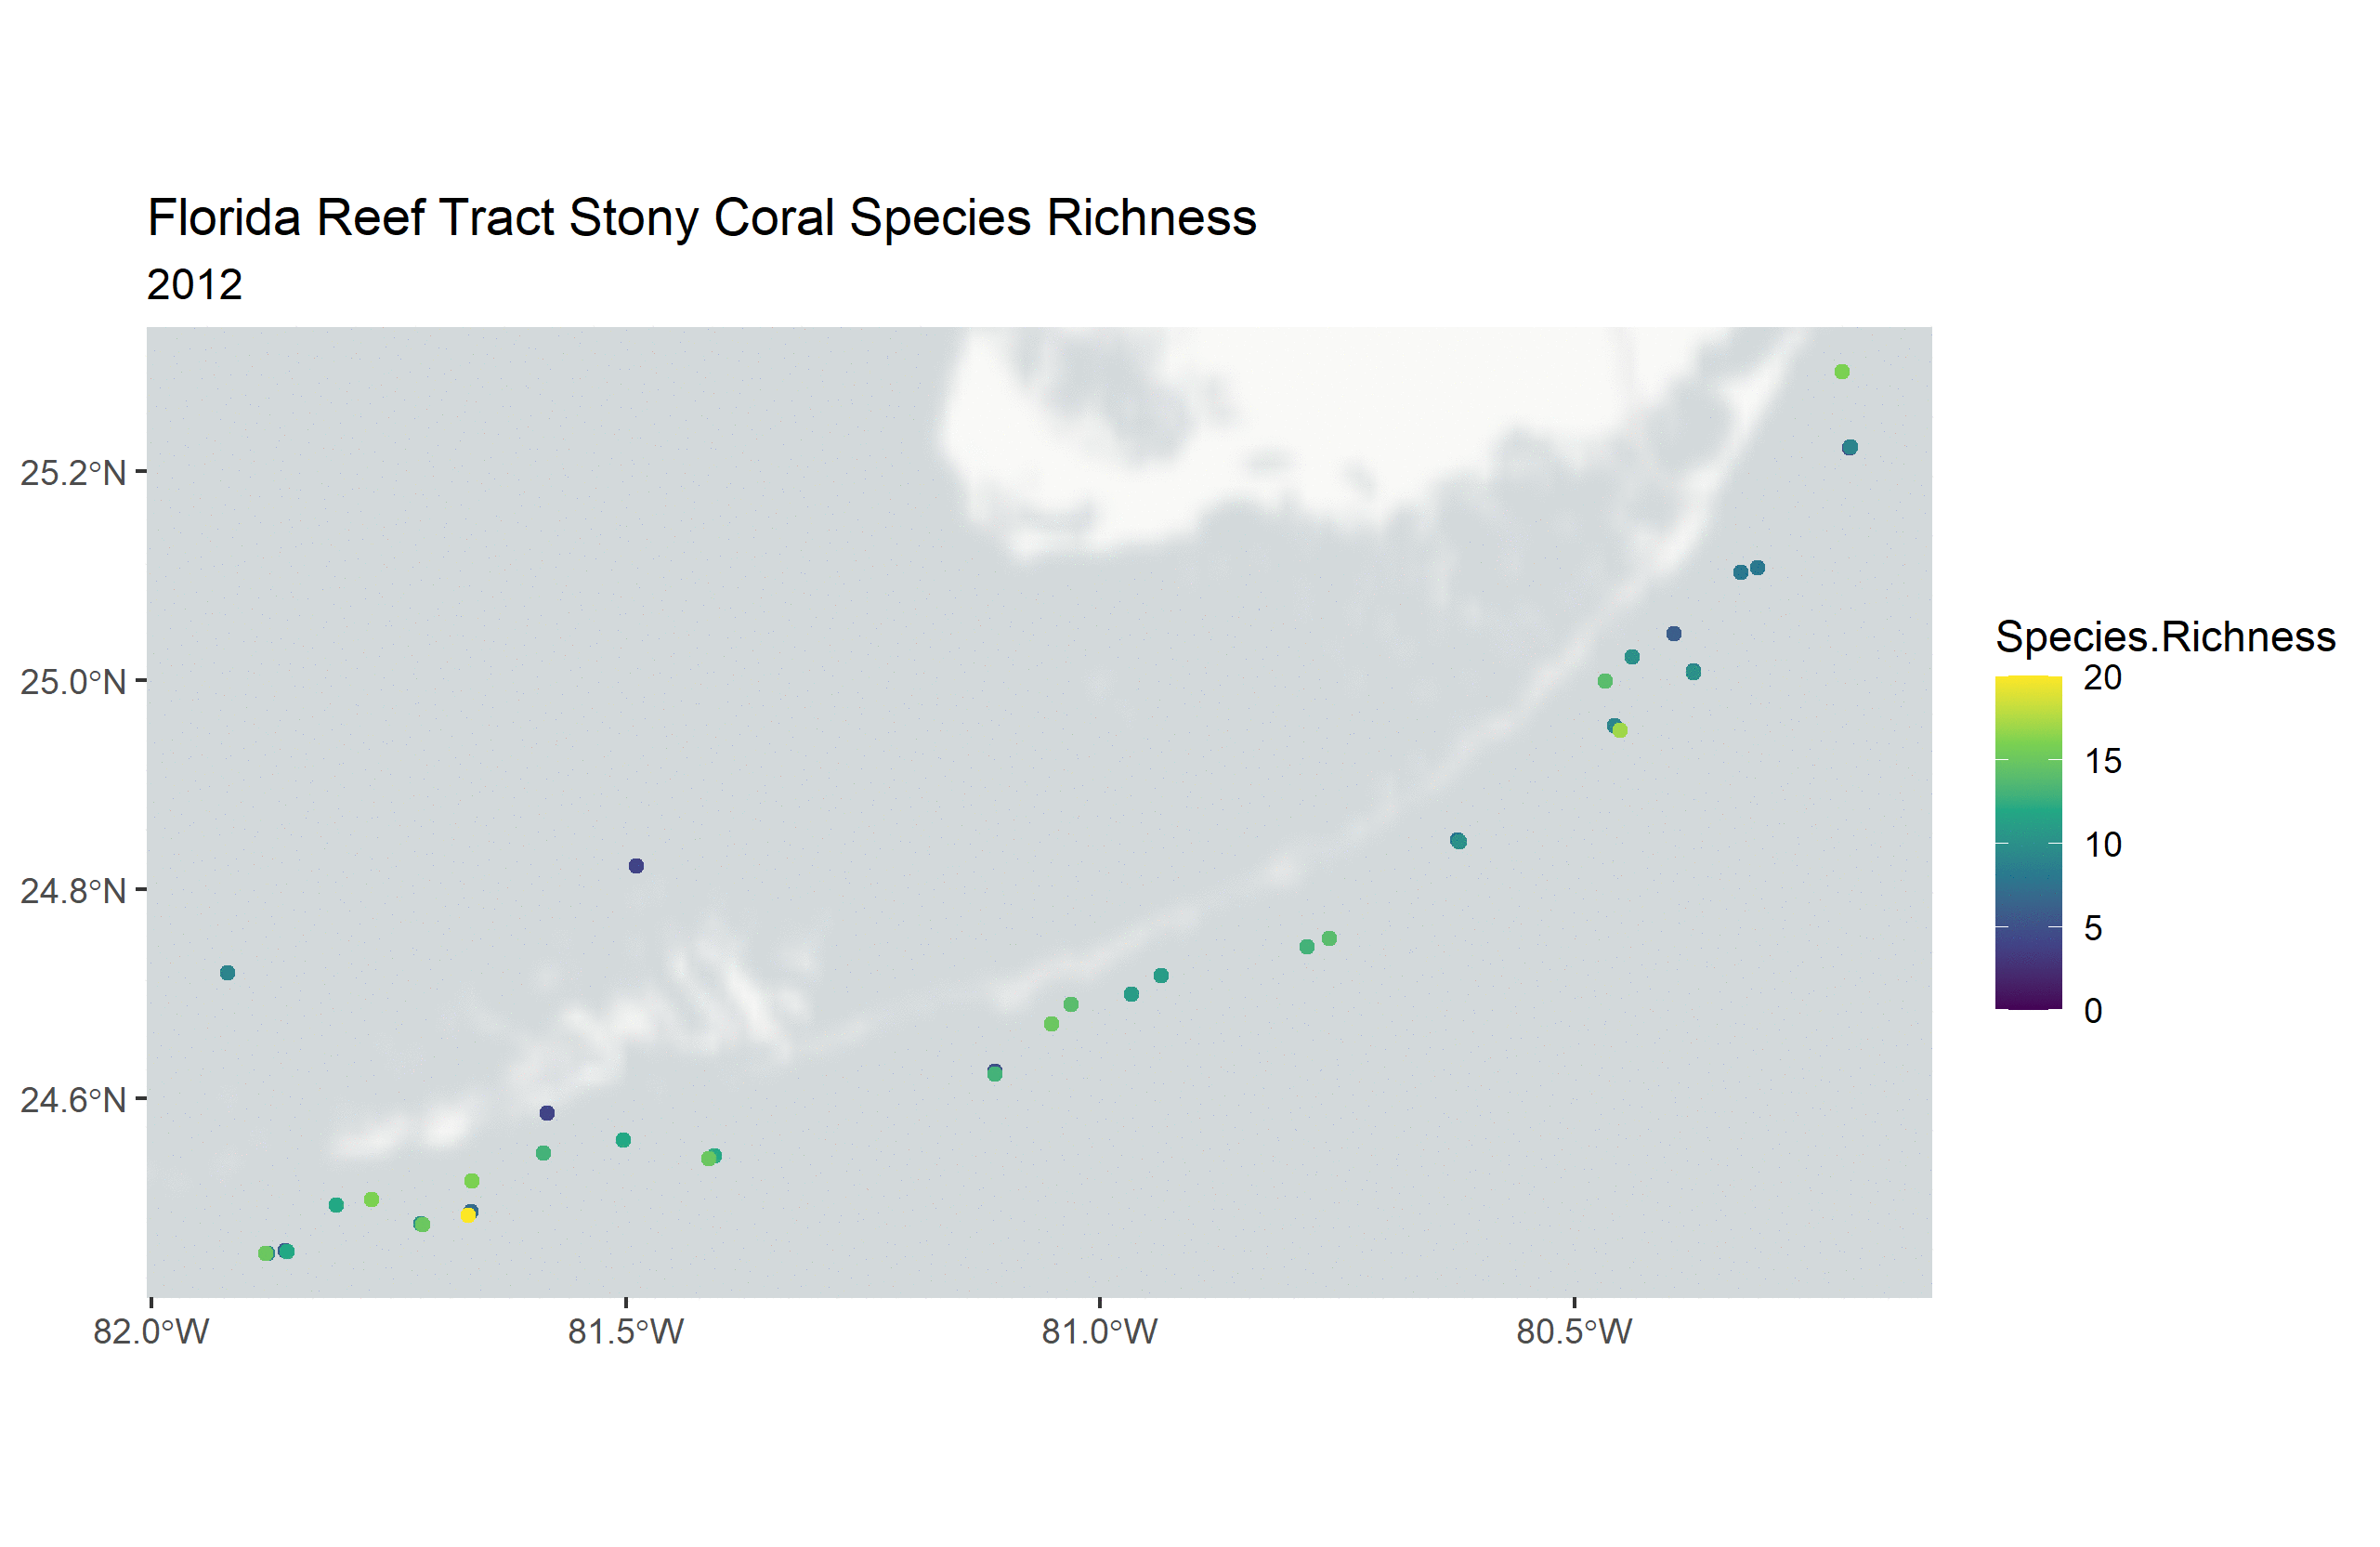 Florida Reef Tract Stony Coral Species Richness
2012
25.2°N
25.0°N
24.8°N
24.6°N
82.0°W
81.5°W
81.0°W
80.5°W
Species.Richness
20
15
10
5
0